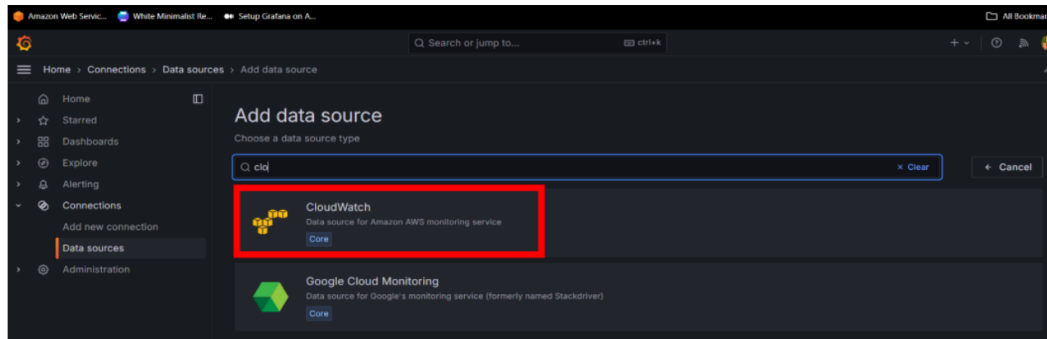 Amazon Web Servic... White Minimalist Re... Setup Grafana on A... All Bookmar
Search or jump to... ctrl+k
Home > Connections > Data sources > Add data source
Home
Starred
Dashboards
Explore
Alerting
Connections
Add new connection
Data sources
Administration
Add data source
Choose a data source type
clo Clear Cancel
CloudWatch
Data source for Amazon AWS monitoring service
Core
Google Cloud Monitoring
Data source for Google's monitoring service (formerly named Stackdriver)
Core